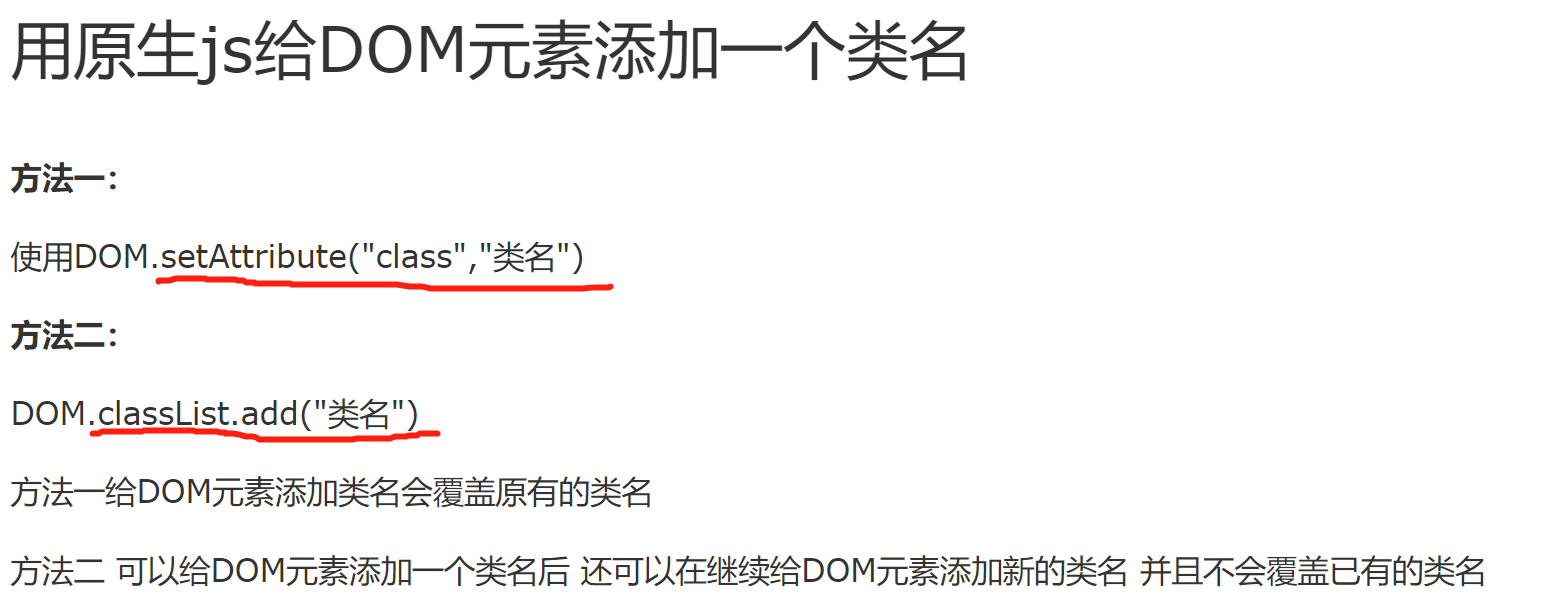 用原生js给DOM元素添加一个类名
方法一：
使用DOM.setAttribute("class","类名")
方法二：
DOM.classList.add("类名")
方法一给DOM元素添加类名会覆盖原有的类名
方法二 可以给DOM元素添加一个类名后 还可以在继续给DOM元素添加新的类名 并且不会覆盖已有的类名